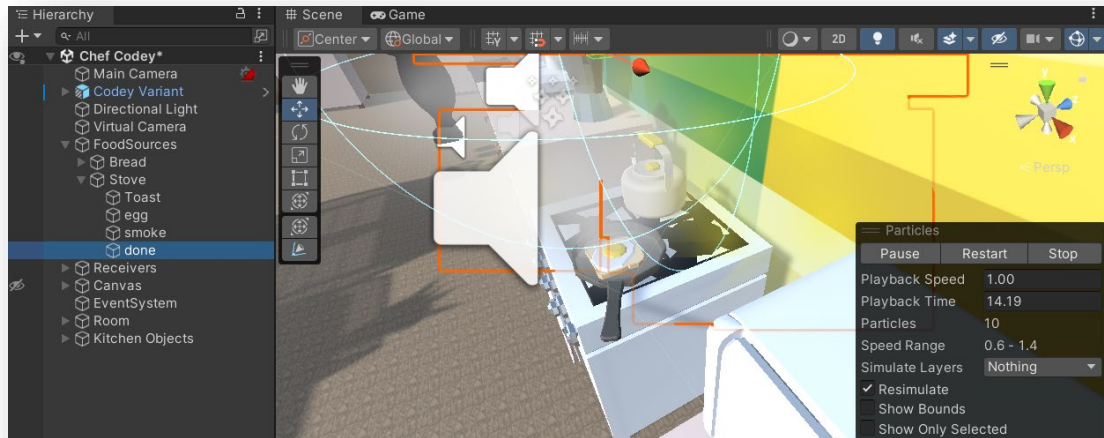 Hierarchy
All
Chef Codey*
Main Camera
Codey Variant
Directional Light
Virtual Camera
FoodSources
Bread
Stove
Toast
egg
smoke
done
Receivers
Canvas
EventSystem
Room
Kitchen Objects
Scene Game
Center Global 2D
y
z
x
Persp
Particles
Pause Restart Stop
Playback Speed 1.00
Playback Time 14.19
Particles 10
Speed Range 0.6 - 1.4
Simulate Layers Nothing
Resimulate
Show Bounds
Show Only Selected